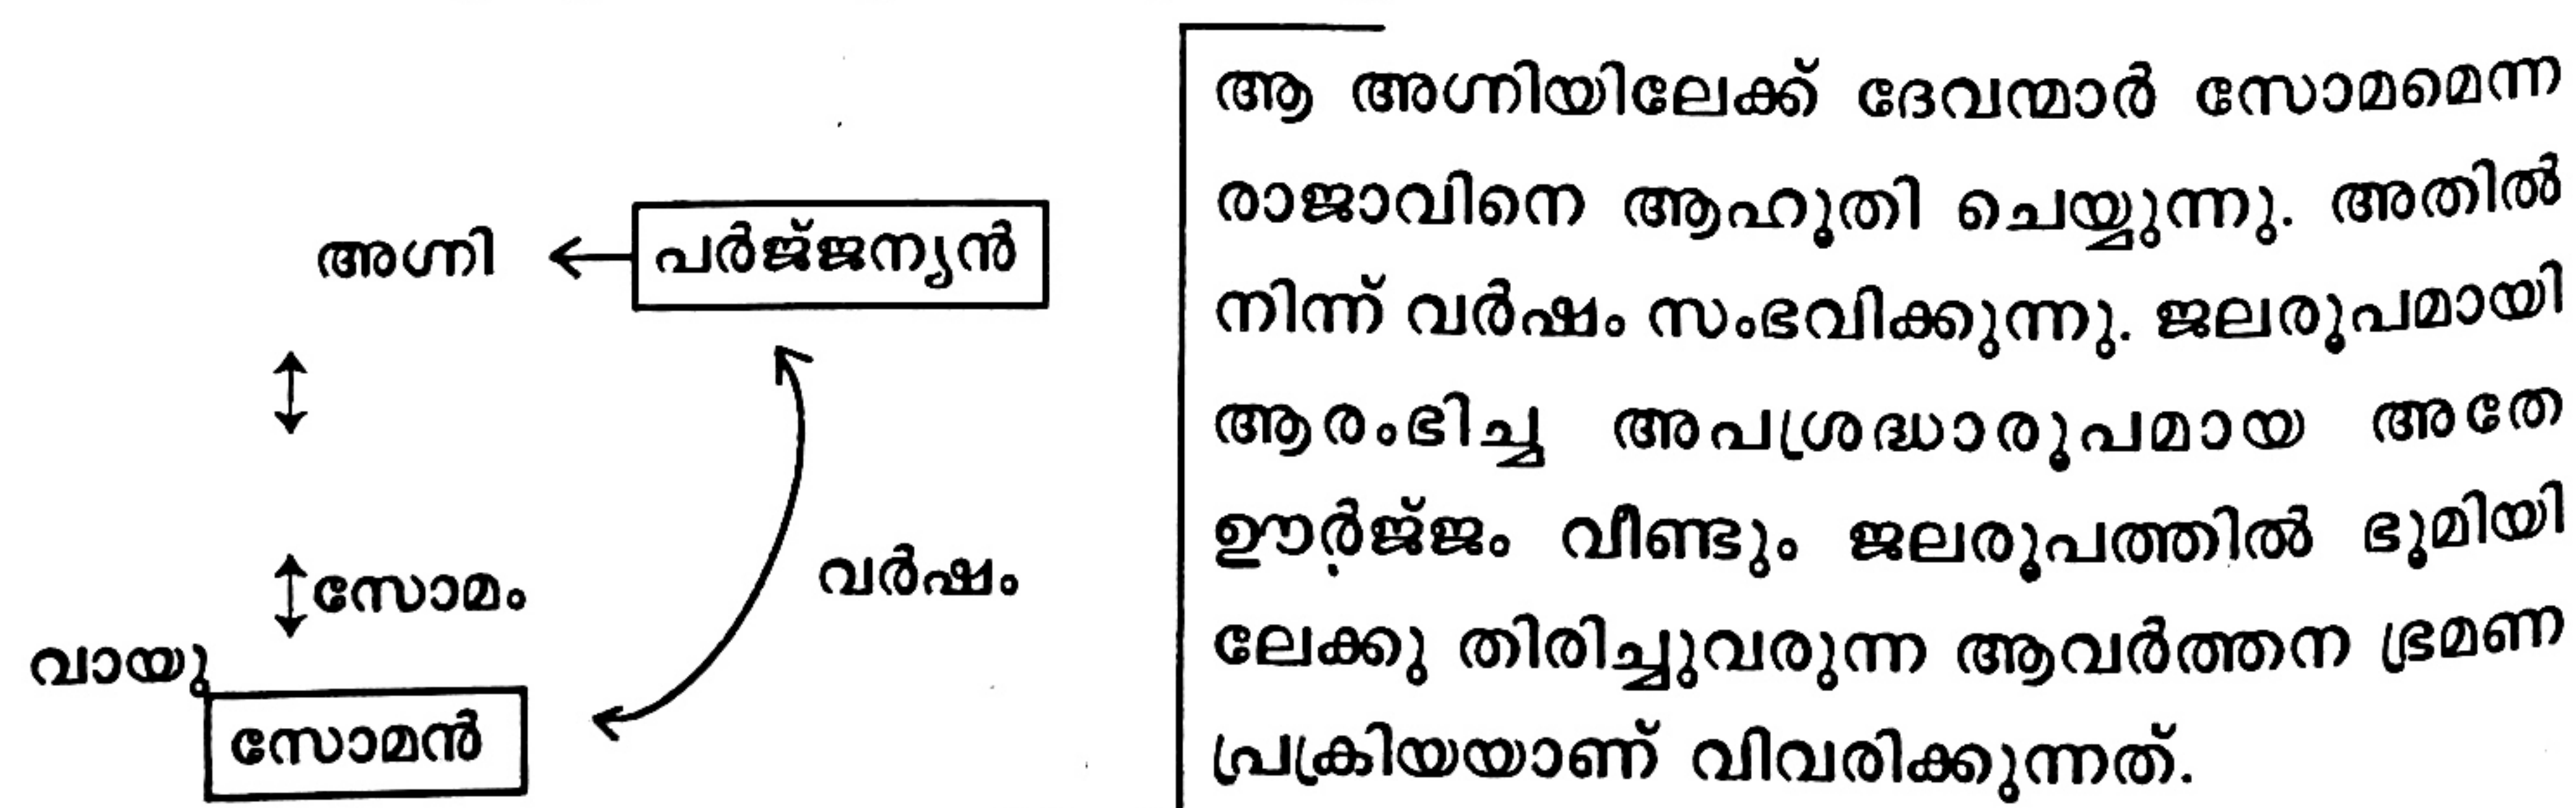 അഗ്നി
പർജ്ജന്യൻ
സോമം
വർഷം
വായു
സോമൻ
ആ അഗ്നിയിലേക്ക് ദേവന്മാർ സോമമെന്ന
രാജാവിനെ ആഹൂതി ചെയ്യുന്നു. അതിൽ
നിന്ന് വർഷം സംഭവിക്കുന്നു. ജലരൂപമായി
ആരംഭിച്ച അപശ്രദ്ധാരൂപമായ അതേ
ഊർജ്ജം വീണ്ടും ജലരൂപത്തിൽ ഭൂമിയി
ലേക്കു തിരിച്ചുവരുന്ന ആവർത്തന ഭ്രമണ
പ്രക്രിയയാണ് വിവരിക്കുന്നത്.